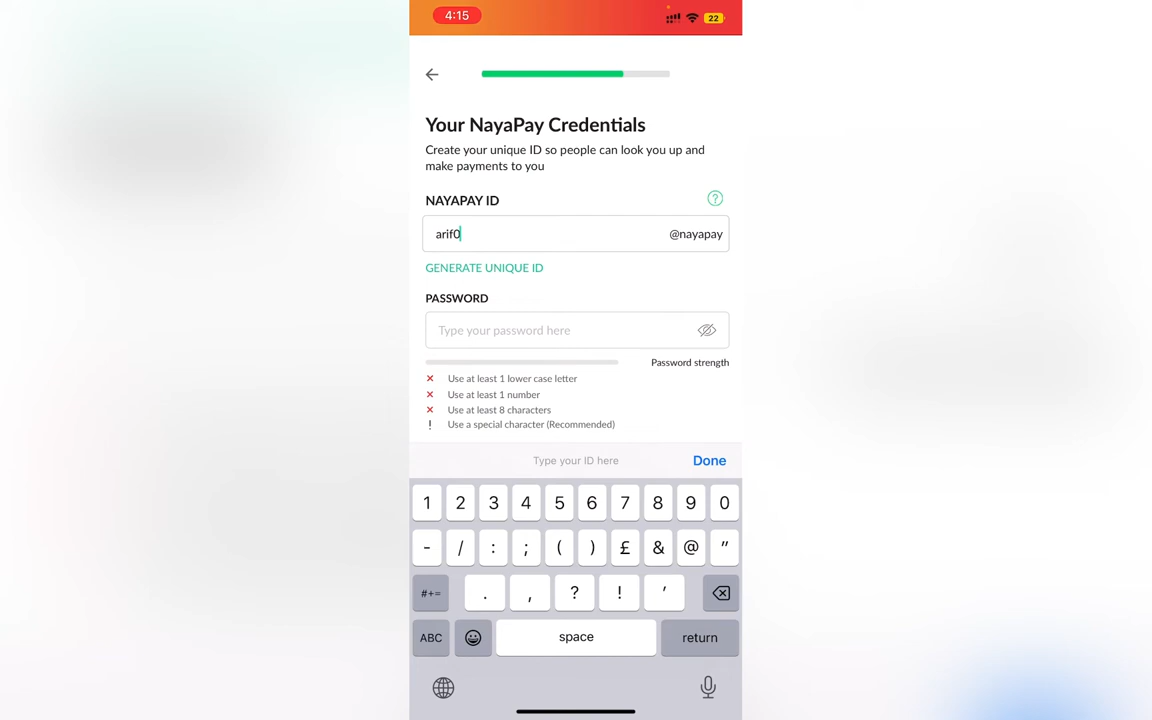 4:15
22
Your NayaPay Credentials
Create your unique ID so people can look you up and
make payments to you
NAYAPAY ID
?
arif0 @nayapay
GENERATE UNIQUE ID
PASSWORD
Type your password here
Password strength
× Use at least 1 lower case letter
× Use at least 1 number
× Use at least 8 characters
! Use a special character (Recommended)
Type your ID here Done
1 2 3 4 5 6 7 8 9 0
- / : ; ( ) £ & @ "
#+= . , ? ! '
ABC space return